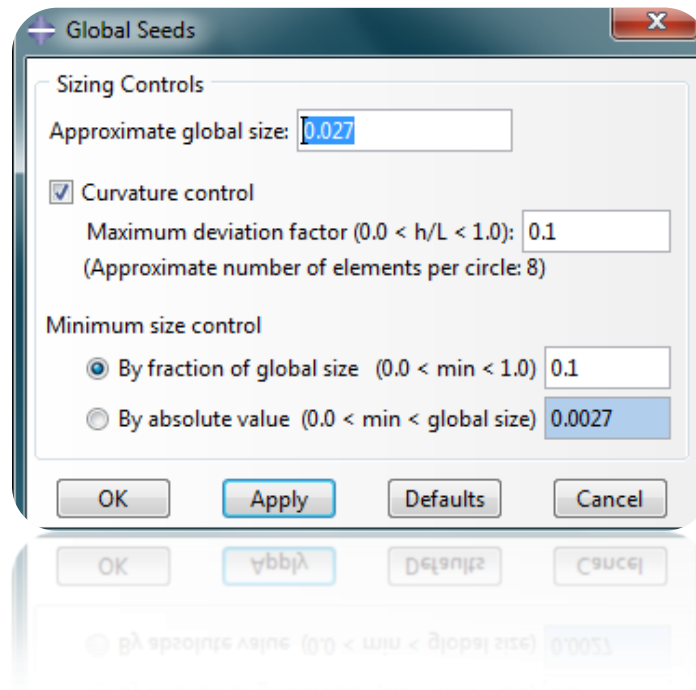 Global Seeds
Sizing Controls
Approximate global size: 0.027
Curvature control
Maximum deviation factor (0.0 < h/L < 1.0): 0.1
(Approximate number of elements per circle: 8)
Minimum size control
By fraction of global size (0.0 < min < 1.0) 0.1
By absolute value (0.0 < min < global size) 0.0027
OK Apply Defaults Cancel